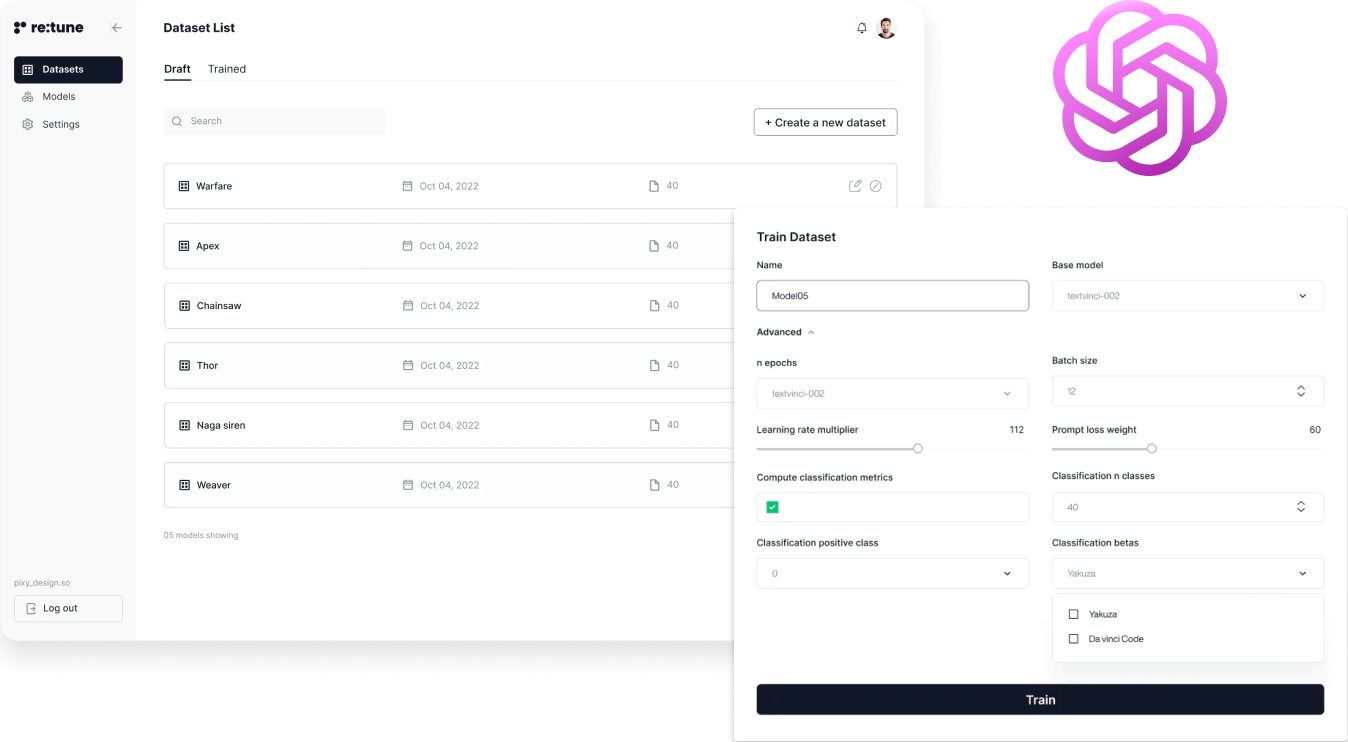 re:tune
Datasets
Models
Settings
pixy_design.so
Log out
Dataset List
Draft Trained
Search
+ Create a new dataset
Warfare Oct 04, 2022 40
Apex Oct 04, 2022 40
Chainsaw Oct 04, 2022 40
Thor Oct 04, 2022 40
Naga siren Oct 04, 2022 40
Weaver Oct 04, 2022 40
05 models showing
Train Dataset
Name Base model
Model05 textvinci-002
Advanced
n epochs Batch size
textvinci-002 12
Learning rate multiplier 112 Prompt loss weight 60
Compute classification metrics Classification n classes
40
Classification positive class Classification betas
0 Yakuza
Yakuza
Da vinci Code
Train